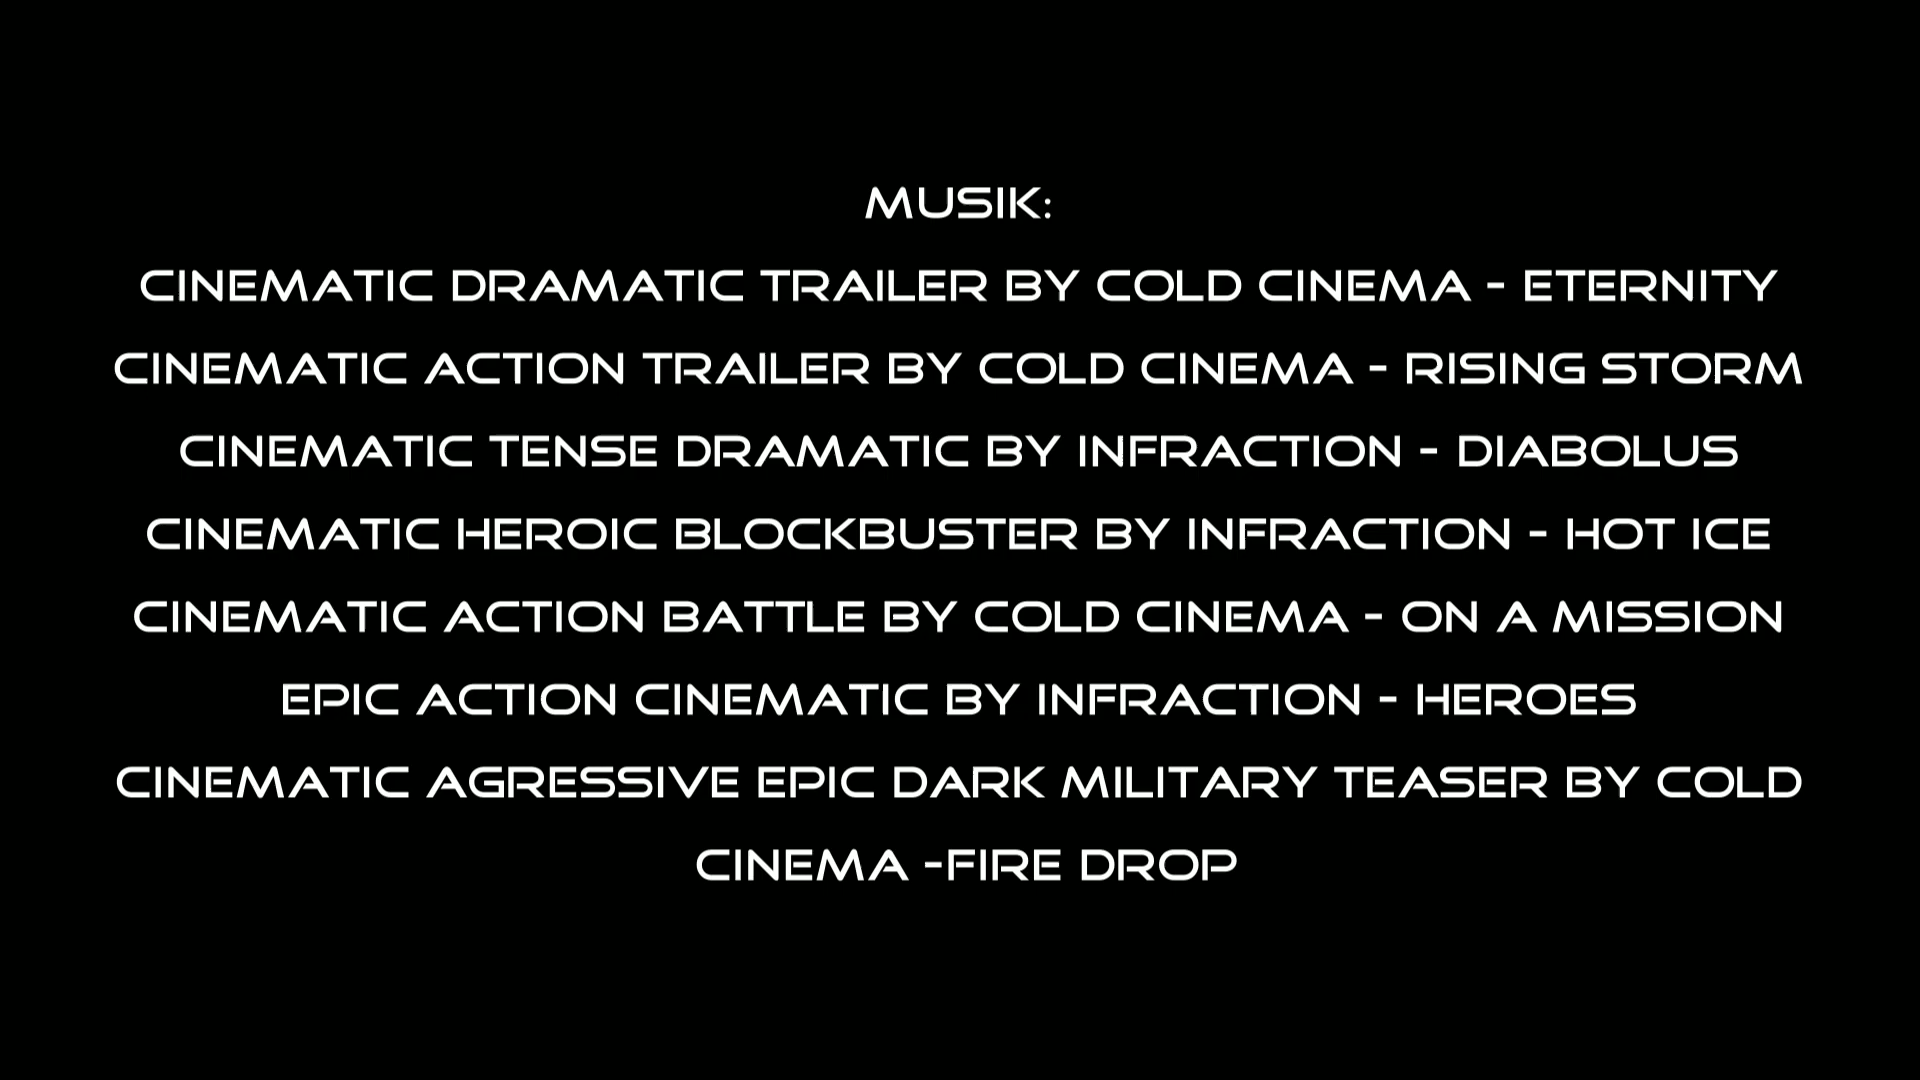 MUSIK:
CINEMATIC DRAMATIC TRAILER BY COLD CINEMA - ETERNITY
CINEMATIC ACTION TRAILER BY COLD CINEMA - RISING STORM
CINEMATIC TENSE DRAMATIC BY INFRACTION - DIABOLUS
CINEMATIC HEROIC BLOCKBUSTER BY INFRACTION - HOT ICE
CINEMATIC ACTION BATTLE BY COLD CINEMA - ON A MISSION
EPIC ACTION CINEMATIC BY INFRACTION - HEROES
CINEMATIC AGRESSIVE EPIC DARK MILITARY TEASER BY COLD
CINEMA -FIRE DROP